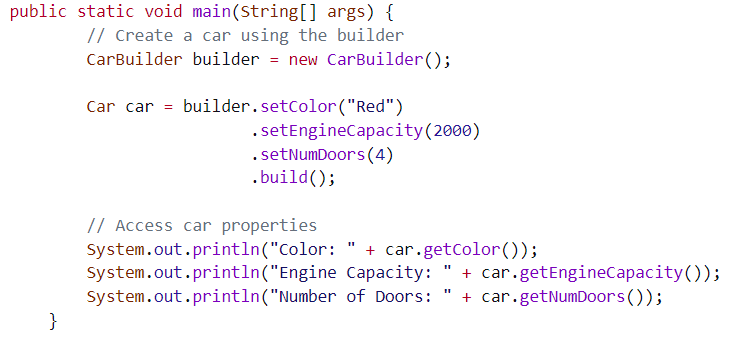 public static void main(String[] args) {
        // Create a car using the builder
        CarBuilder builder = new CarBuilder();

        Car car = builder.setColor("Red")
                         .setEngineCapacity(2000)
                         .setNumDoors(4)
                         .build();

        // Access car properties
        System.out.println("Color: " + car.getColor());
        System.out.println("Engine Capacity: " + car.getEngineCapacity());
        System.out.println("Number of Doors: " + car.getNumDoors());
    }